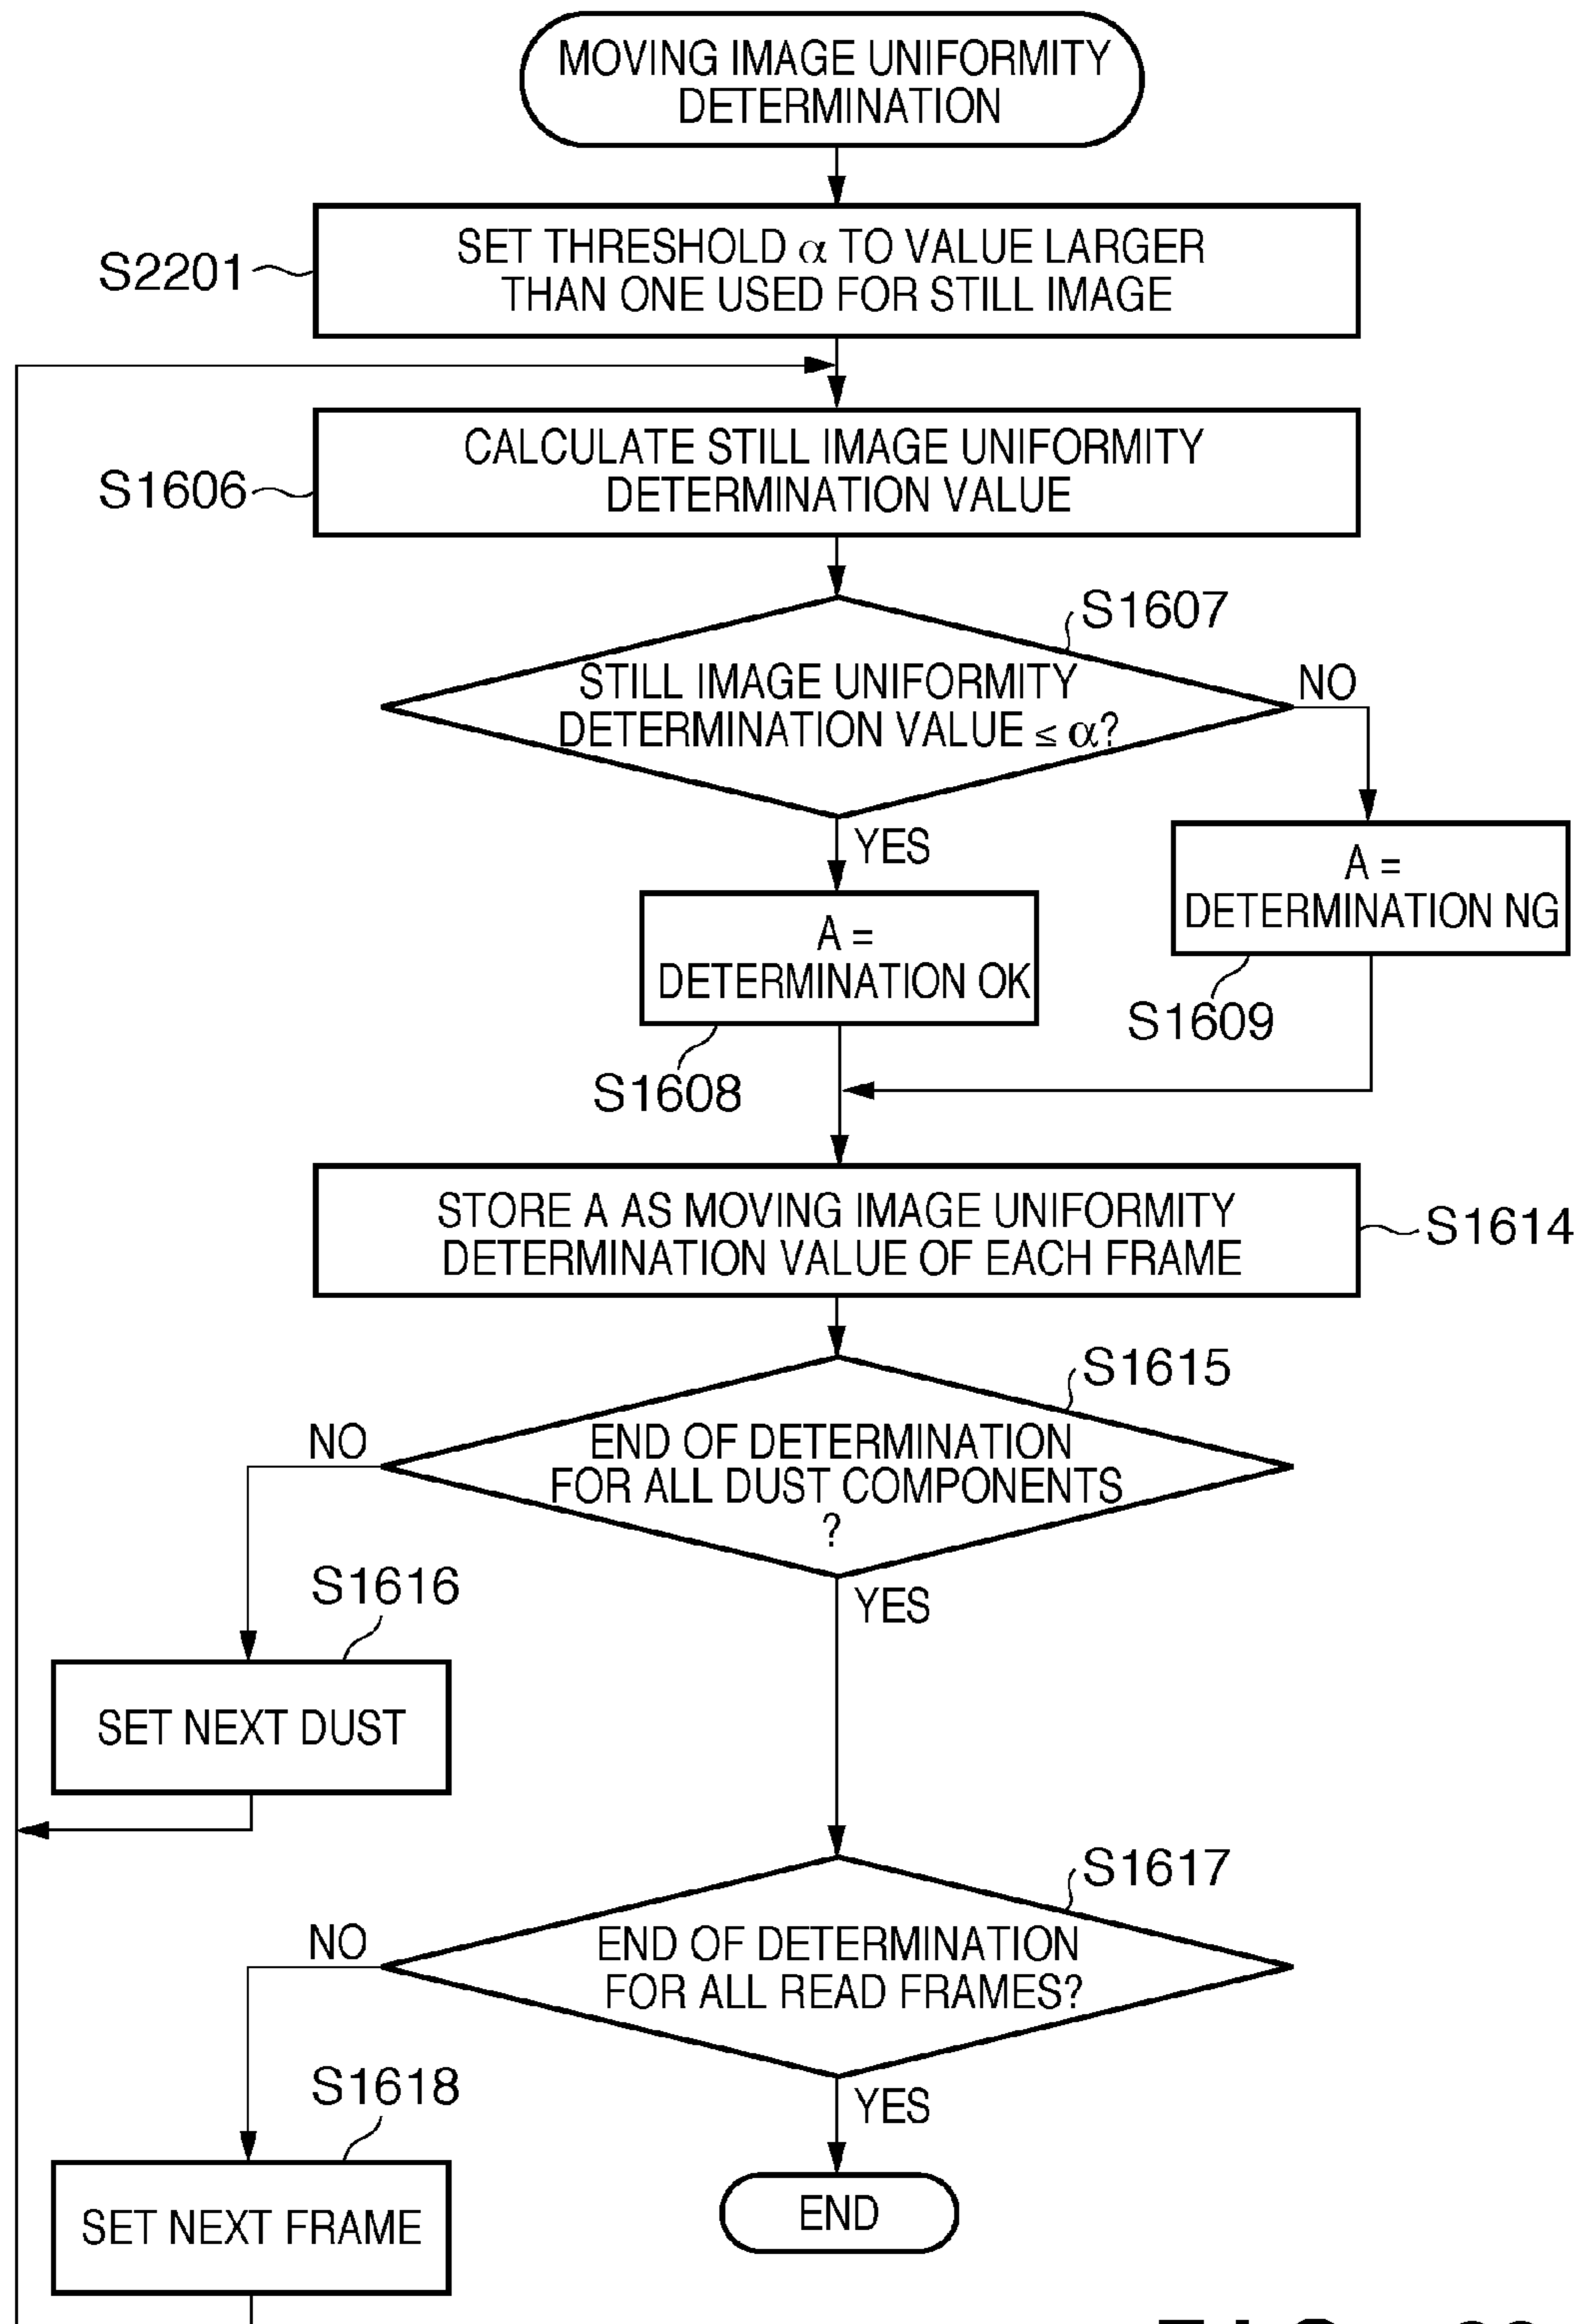 MOVING IMAGE UNIFORMITY
DETERMINATION
S2201
SET THRESHOLD α TO VALUE LARGER
THAN ONE USED FOR STILL IMAGE
S1606
CALCULATE STILL IMAGE UNIFORMITY
DETERMINATION VALUE
S1607
STILL IMAGE UNIFORMITY
DETERMINATION VALUE ≤ α?
NO
YES
A =
DETERMINATION NG
A =
DETERMINATION OK
S1609
S1608
STORE A AS MOVING IMAGE UNIFORMITY
DETERMINATION VALUE OF EACH FRAME
S1614
S1615
END OF DETERMINATION
FOR ALL DUST COMPONENTS
?
NO
YES
S1616
SET NEXT DUST
S1617
END OF DETERMINATION
FOR ALL READ FRAMES?
NO
YES
S1618
SET NEXT FRAME
END